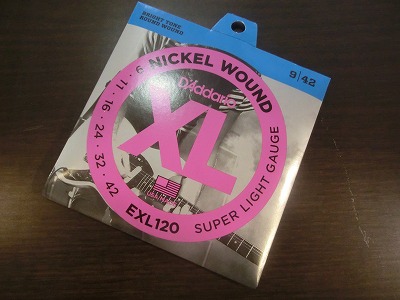 BRIGHT TONE
ROUND WOUND
9/42
NICKEL WOUND
D'Addario
XL
11 · 16 · 24 · 32 · 42
EXL120
SUPER LIGHT GAUGE